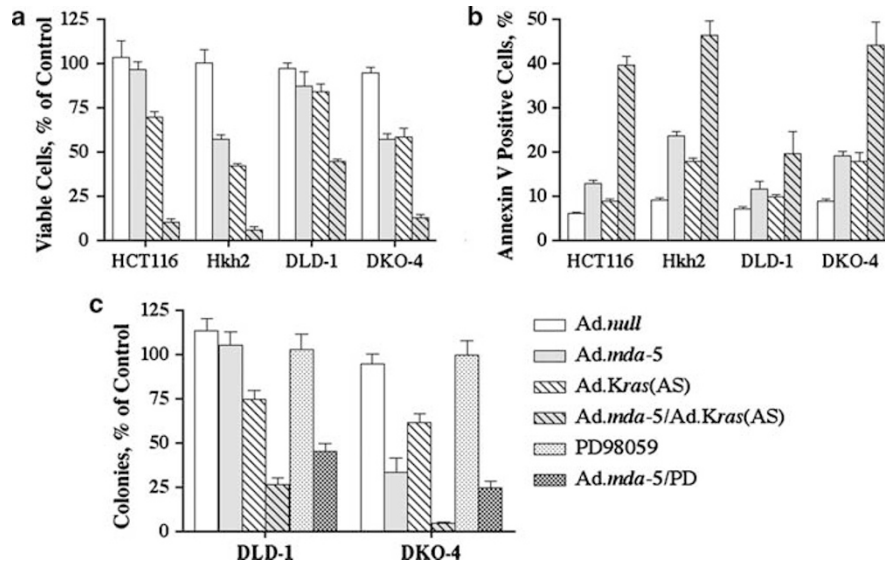 a
Viable Cells, % of Control
125
100
75
50
25
0
HCT116 Hkh2 DLD-1 DKO-4
b
Annexin V Positive Cells, %
50
40
30
20
10
0
HCT116 Hkh2 DLD-1 DKO-4
c
Colonies, % of Control
125
100
75
50
25
0
DLD-1 DKO-4
Ad.null
Ad.mda-5
Ad.Kras(AS)
Ad.mda-5/Ad.Kras(AS)
PD98059
Ad.mda-5/PD